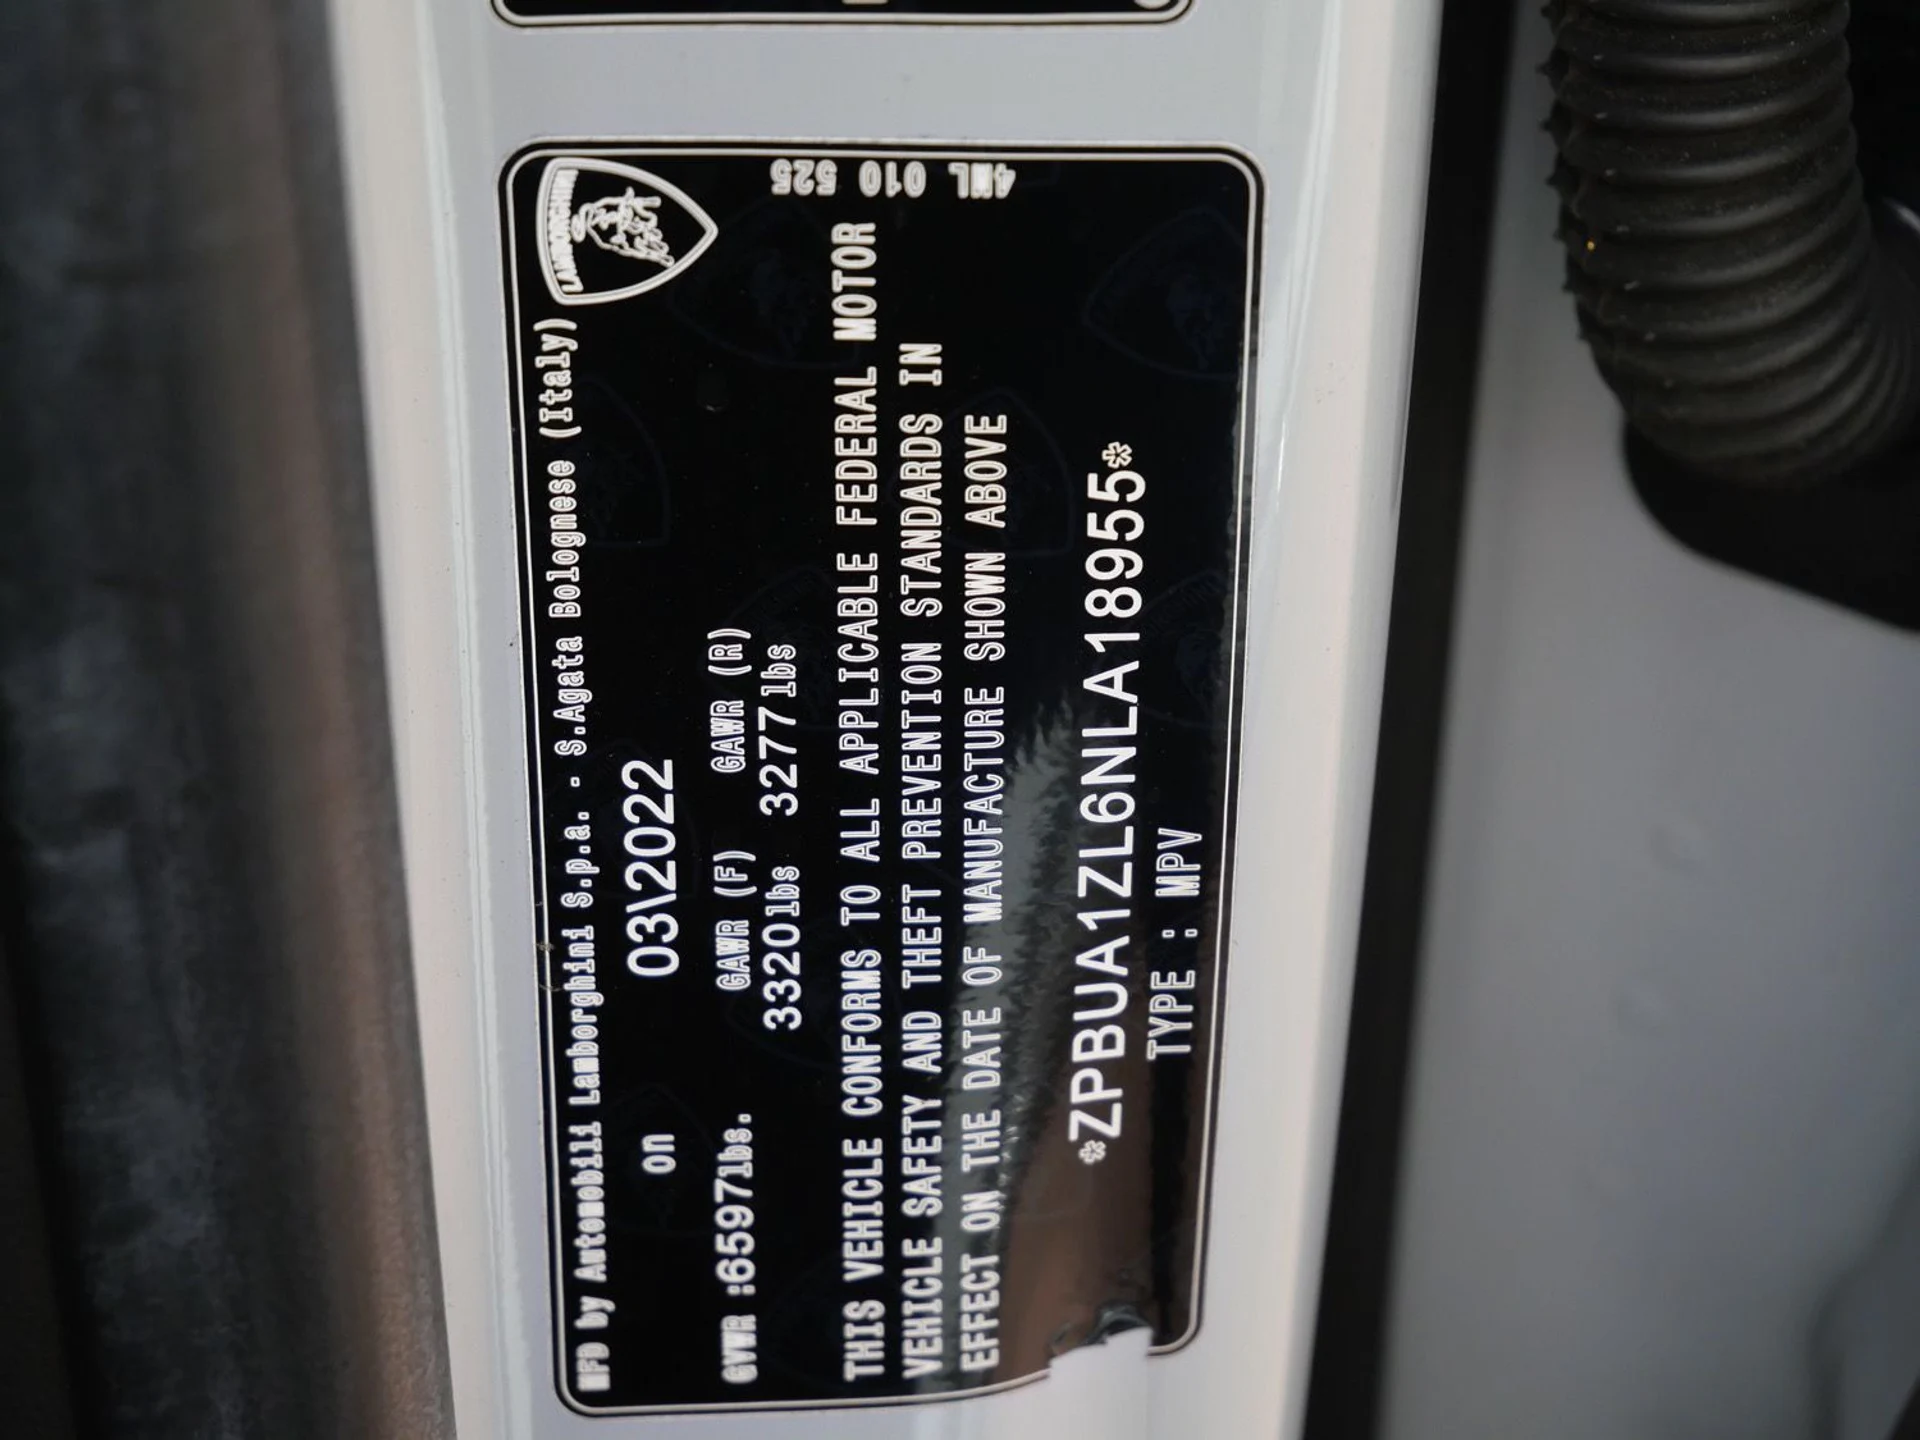 LAMBORGHINI
MFD by Automobili Lamborghini S.p.a. - S.Agata Bolognese (Italy)
on 03\2022
GVWR :6597lbs. GAWR (F) GAWR (R)
3320lbs 3277lbs
THIS VEHICLE CONFORMS TO ALL APPLICABLE FEDERAL MOTOR
VEHICLE SAFETY AND THEFT PREVENTION STANDARDS IN
EFFECT ON THE DATE OF MANUFACTURE SHOWN ABOVE
*ZPBUA1ZL6NLA18955*
TYPE : MPV
4ML 010 525